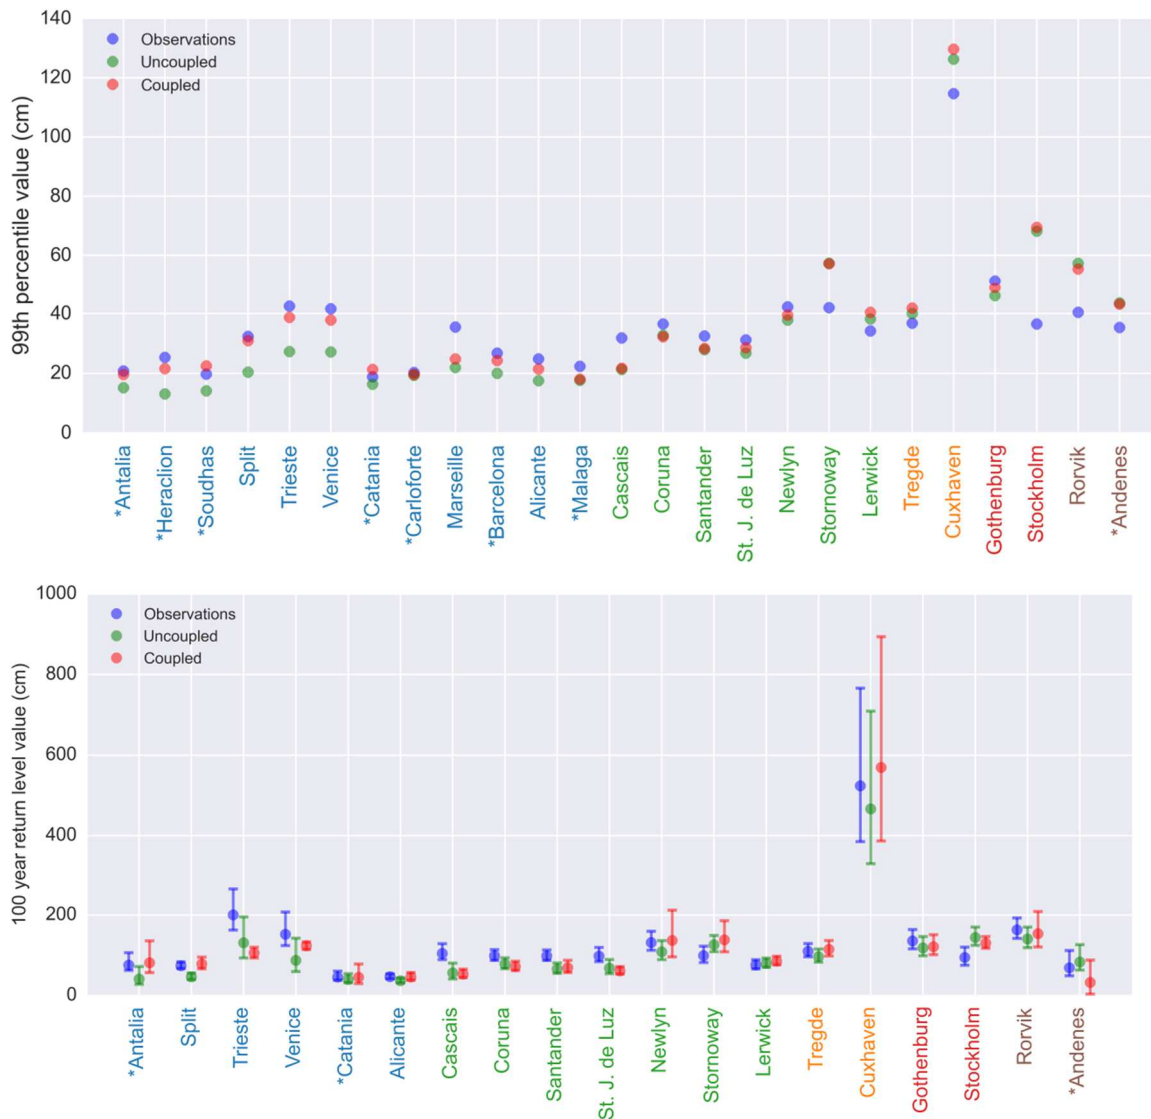 140
120
100
80
60
40
20
0
99th percentile value (cm)
Observations
Uncoupled
Coupled
*Antalia
*Heraclion
*Soudhas
Split
Trieste
Venice
*Catania
*Carloforte
Marseille
*Barcelona
Alicante
*Malaga
Cascais
Coruna
Santander
St. J. de Luz
Newlyn
Stornoway
Lerwick
Tregde
Cuxhaven
Gothenburg
Stockholm
Rorvik
*Andenes
1000
800
600
400
200
0
100 year return level value (cm)
Observations
Uncoupled
Coupled
*Antalia
Split
Trieste
Venice
*Catania
Alicante
Cascais
Coruna
Santander
St. J. de Luz
Newlyn
Stornoway
Lerwick
Tregde
Cuxhaven
Gothenburg
Stockholm
Rorvik
*Andenes